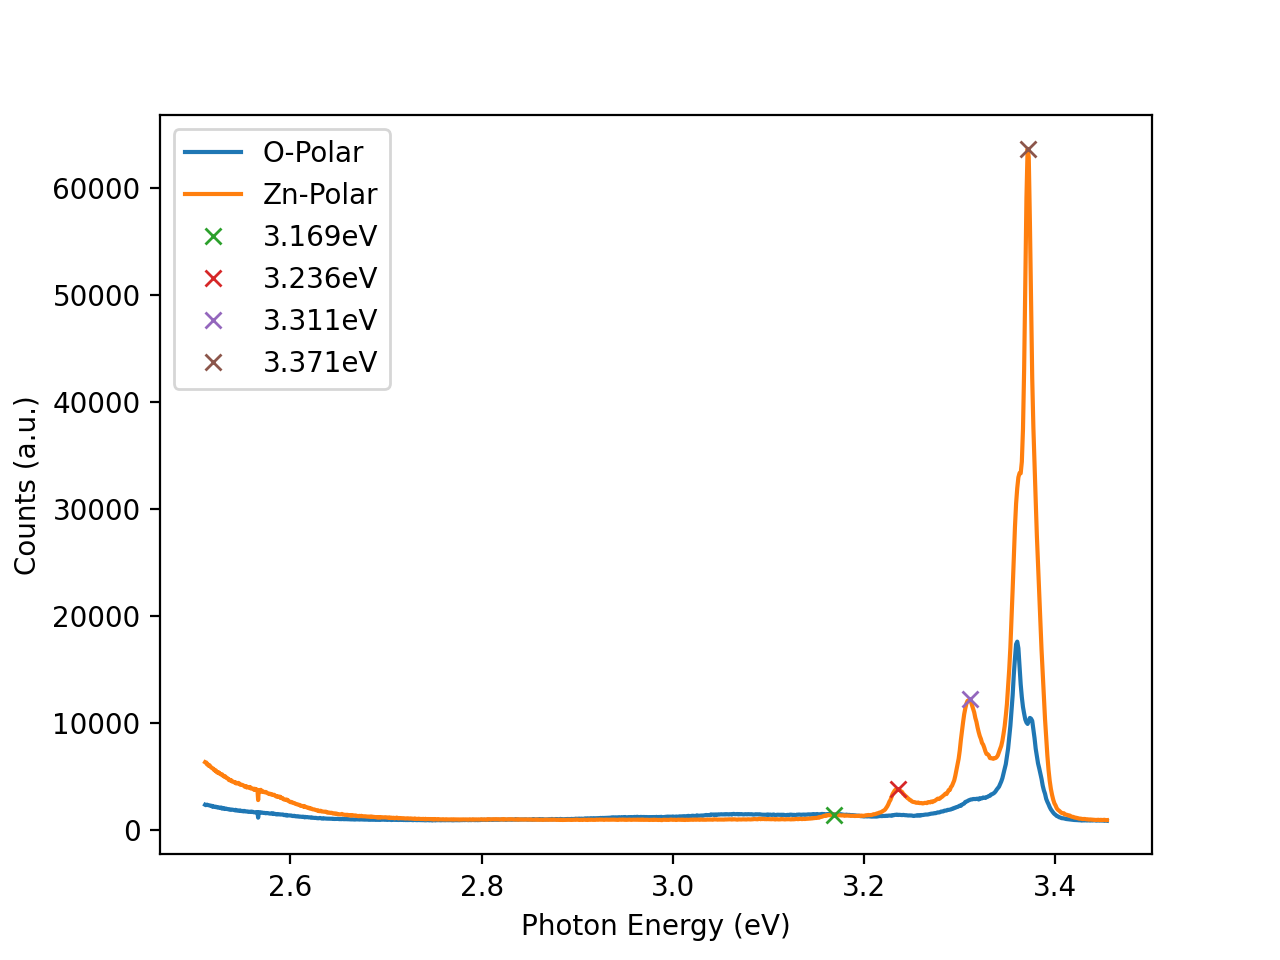 O-Polar
Zn-Polar
3.169eV
3.236eV
3.311eV
3.371eV
60000
50000
40000
30000
20000
10000
0
Counts (a.u.)
2.6 2.8 3.0 3.2 3.4
Photon Energy (eV)